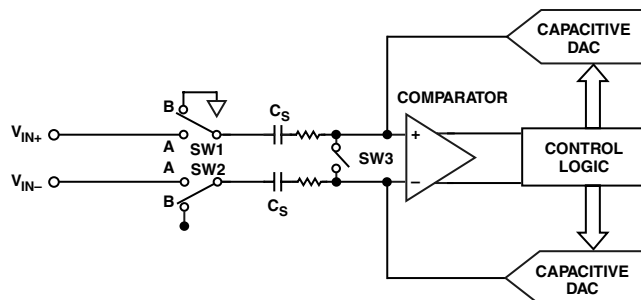 CAPACITIVE
DAC
B
C_S
COMPARATOR
V_IN+
A
SW1
+
SW3
CONTROL
LOGIC
V_IN–
A
SW2
–
B
C_S
CAPACITIVE
DAC